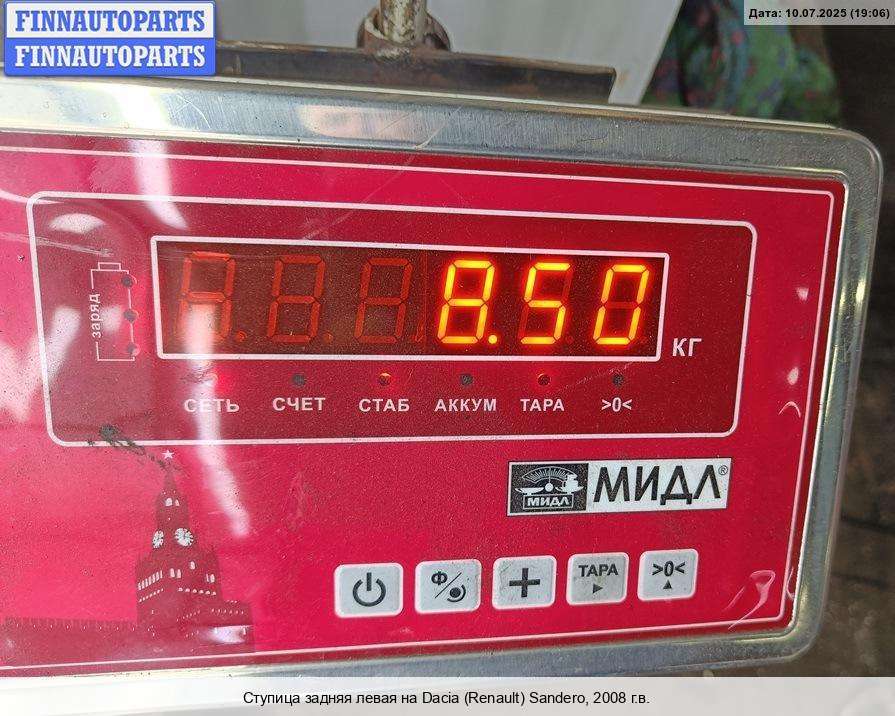 FINNAUTOPARTS
FINNAUTOPARTS
Дата: 10.07.2025 (19:06)
заряд
8.50
КГ
СЕТЬ СЧЕТ СТАБ АККУМ ТАРА >0<
МИДЛ МИДЛ®
Ф + ТАРА >0<
Ступица задняя левая на Dacia (Renault) Sandero, 2008 г.в.